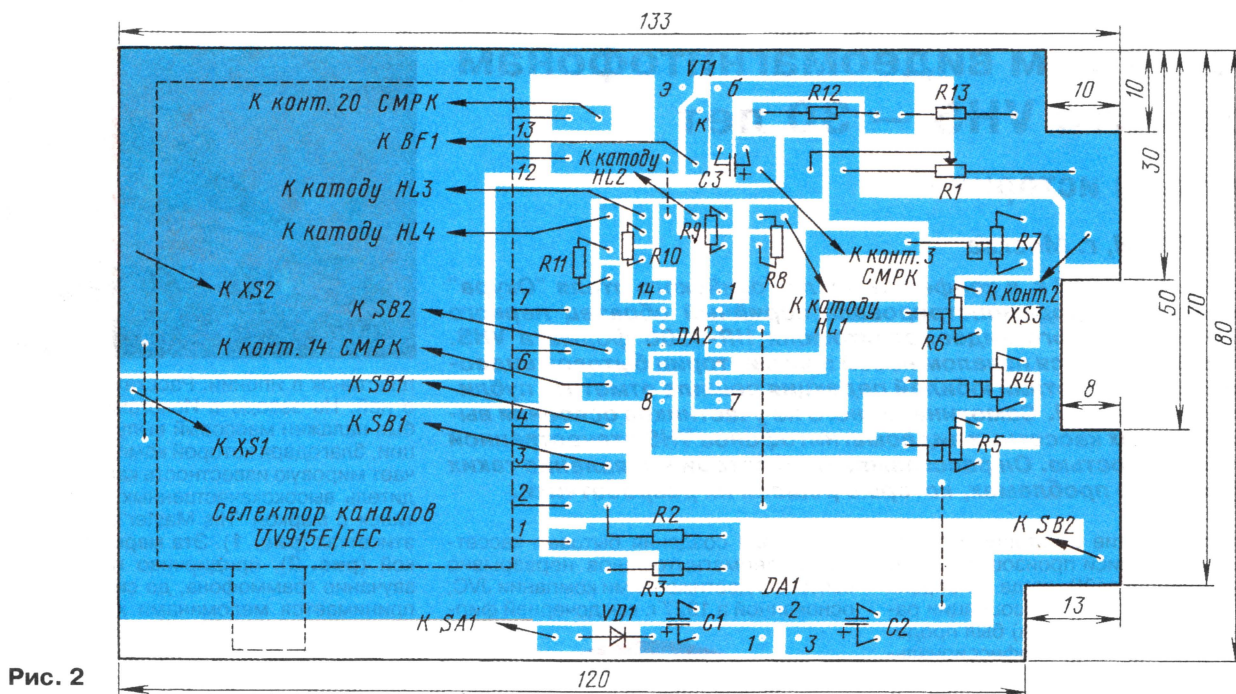 133
VT1
Э
б
к
R12
R13
10
10
30
50
70
80
К конт. 20 СМРК
13
К BF1
12
К катоду HL2
C3
+
R1
К катоду HL3
К катоду HL4
R11
R10
R9
R8
К конт. 3 СМРК
R7
К XS2
7
14
1
К катоду HL1
К конт. 2 XS3
К SB2
DA2
R6
К конт. 14 СМРК
6
К SB1
8
7
R4
8
К SB1
4
К XS1
3
R5
2
Селектор каналов
UV915E/IEC
1
R2
К SB2
R3
DA1
2
13
К SA1
VD1
+
C1
1
3
+
C2
120
Рис. 2